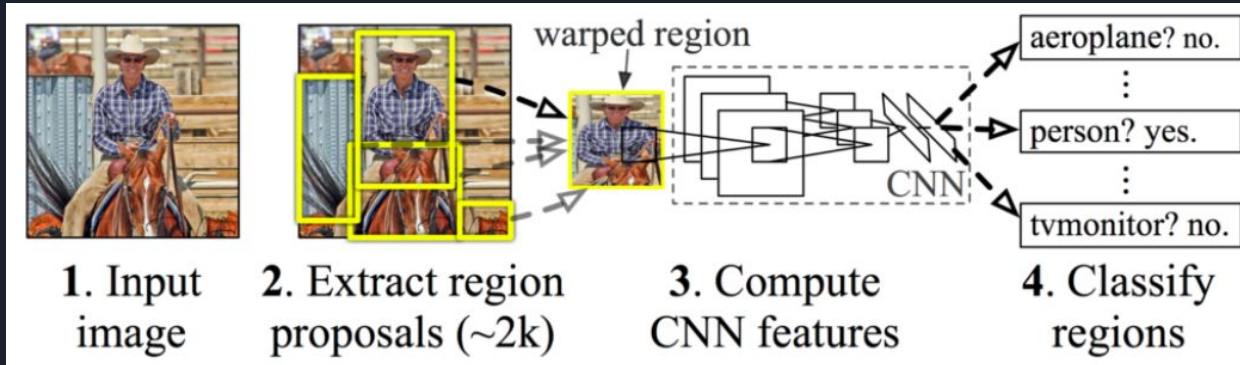 warped region
aeroplane? no.
⋮
person? yes.
⋮
tvmonitor? no.
CNN
1. Input
image
2. Extract region
proposals (~2k)
3. Compute
CNN features
4. Classify
regions